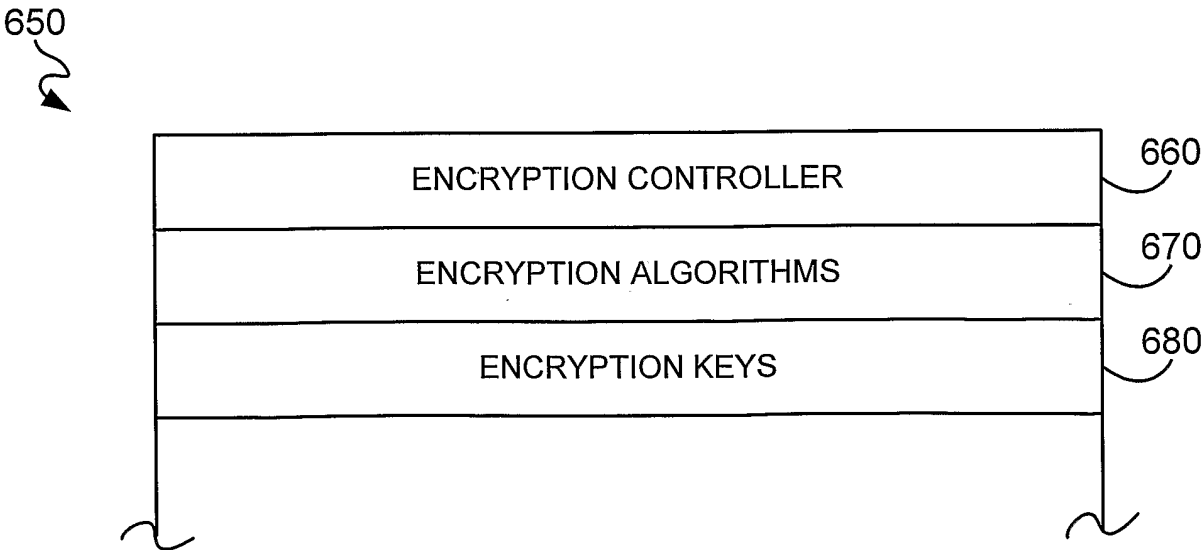 650
ENCRYPTION CONTROLLER
660
ENCRYPTION ALGORITHMS
670
ENCRYPTION KEYS
680